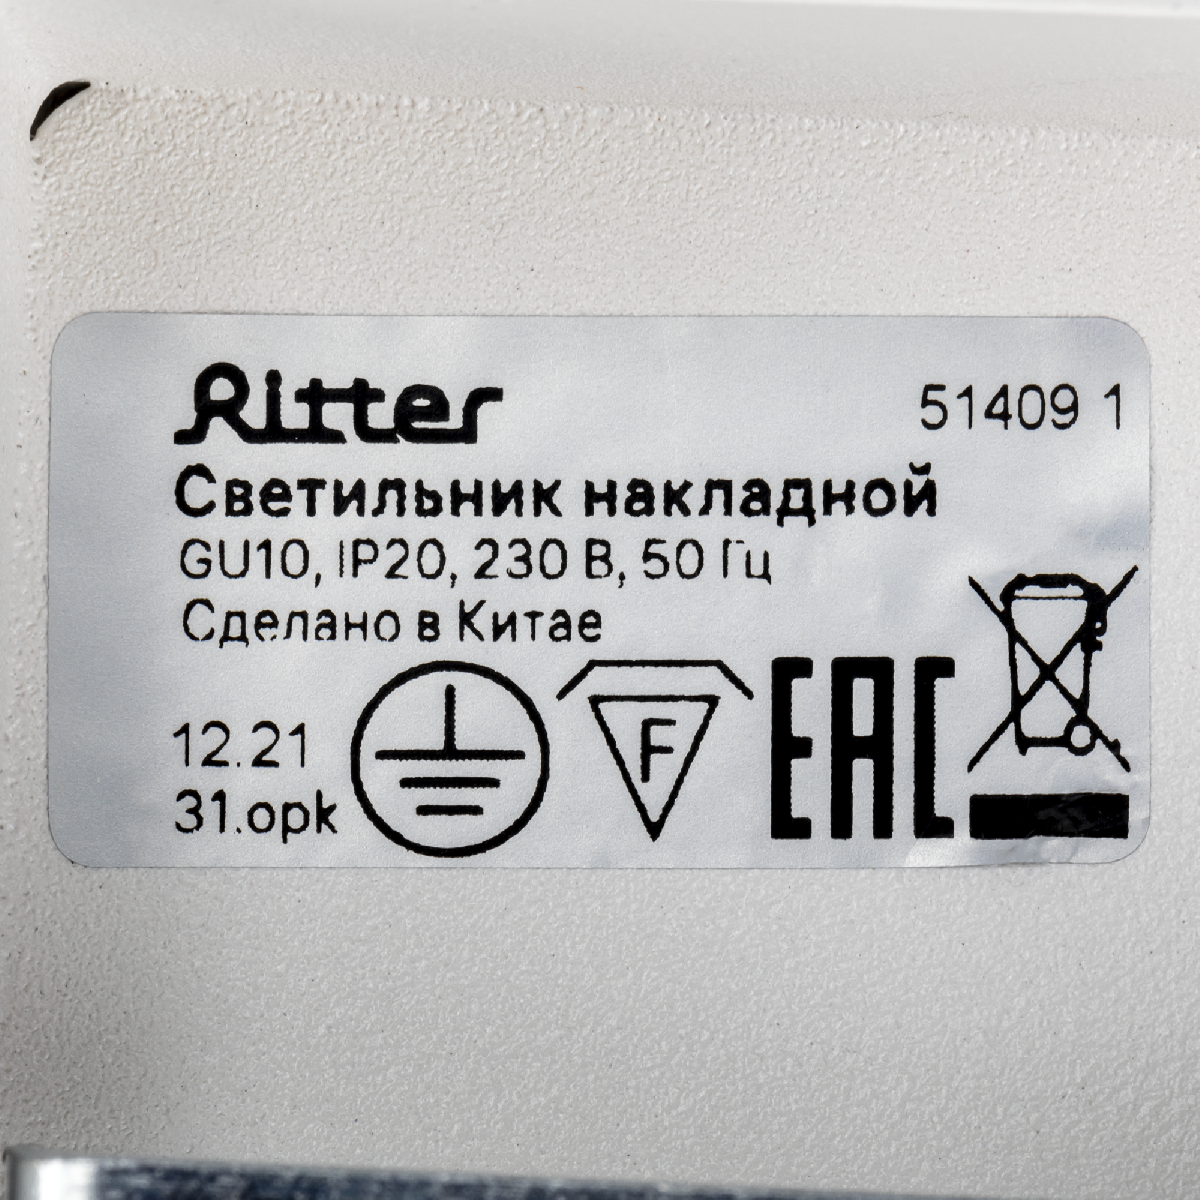 Ritter
51409 1
Светильник накладной
GU10, IP20, 230 В, 50 Гц
Сделано в Китае
12.21
31.opk
F
EAC